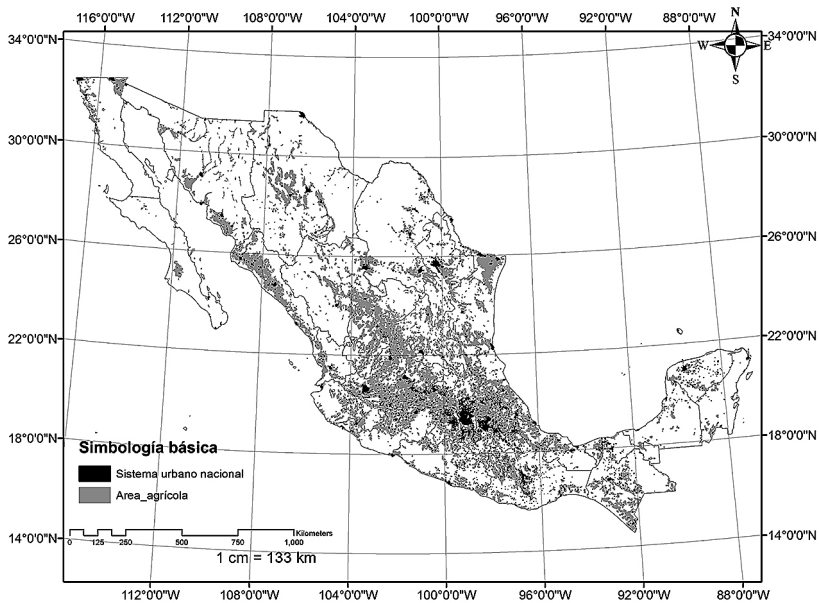 116°0'0"W 112°0'0"W 108°0'0"W 104°0'0"W 100°0'0"W 96°0'0"W 92°0'0"W 88°0'0"W
N
W E
S
34°0'0"N 34°0'0"N
30°0'0"N 30°0'0"N
26°0'0"N 26°0'0"N
22°0'0"N 22°0'0"N
18°0'0"N 18°0'0"N
14°0'0"N 14°0'0"N
Simbología básica
Sistema urbano nacional
Area_agrícola
Kilometers
0 125 250 500 750 1,000
1 cm = 133 km
112°0'0"W 108°0'0"W 104°0'0"W 100°0'0"W 96°0'0"W 92°0'0"W 88°0'0"W